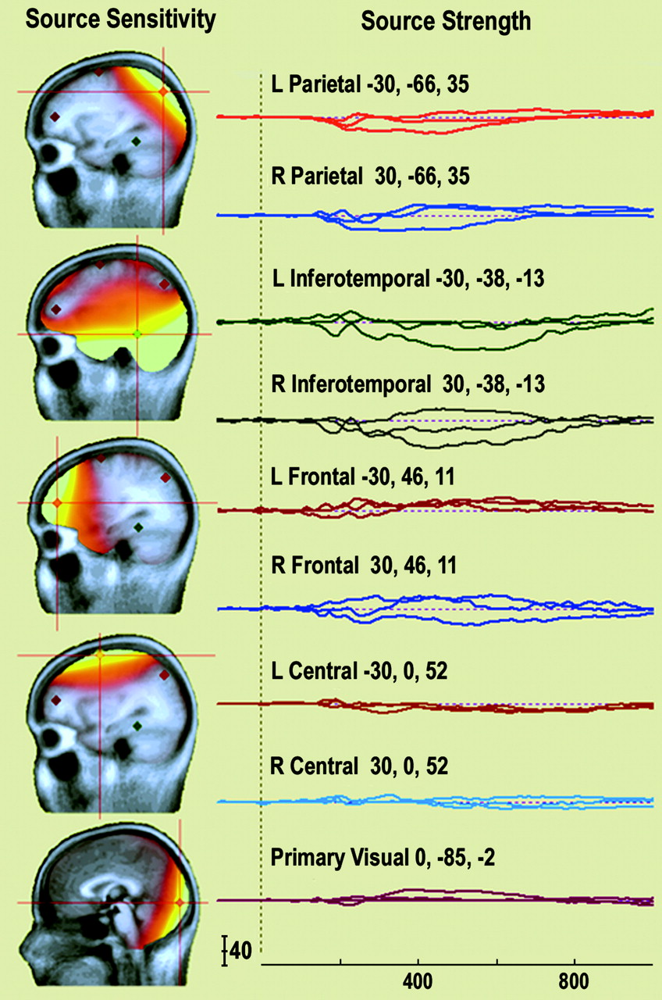 Source Sensitivity
Source Strength
L Parietal -30, -66, 35
R Parietal 30, -66, 35
L Inferotemporal -30, -38, -13
R Inferotemporal 30, -38, -13
L Frontal -30, 46, 11
R Frontal 30, 46, 11
L Central -30, 0, 52
R Central 30, 0, 52
Primary Visual 0, -85, -2
40
400
800